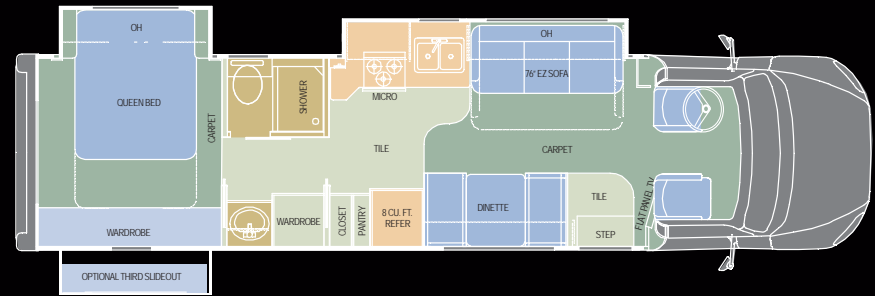 OH
QUEEN BED
CARPET
WARDROBE
OPTIONAL THIRD SLIDEOUT
SHOWER
MICRO
TILE
WARDROBE
CLOSET
PANTRY
8 CU. FT.
REFER
OH
76" EZ SOFA
CARPET
DINETTE
TILE
STEP
FLAT PANEL TV